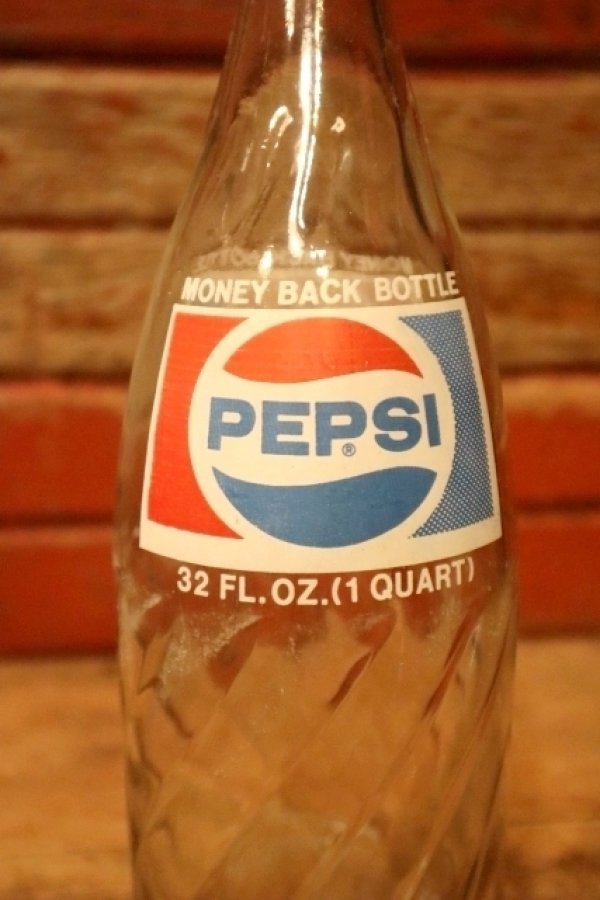 MONEY BACK BOTTLE
PEPSI®
32 FL.OZ.(1 QUART)